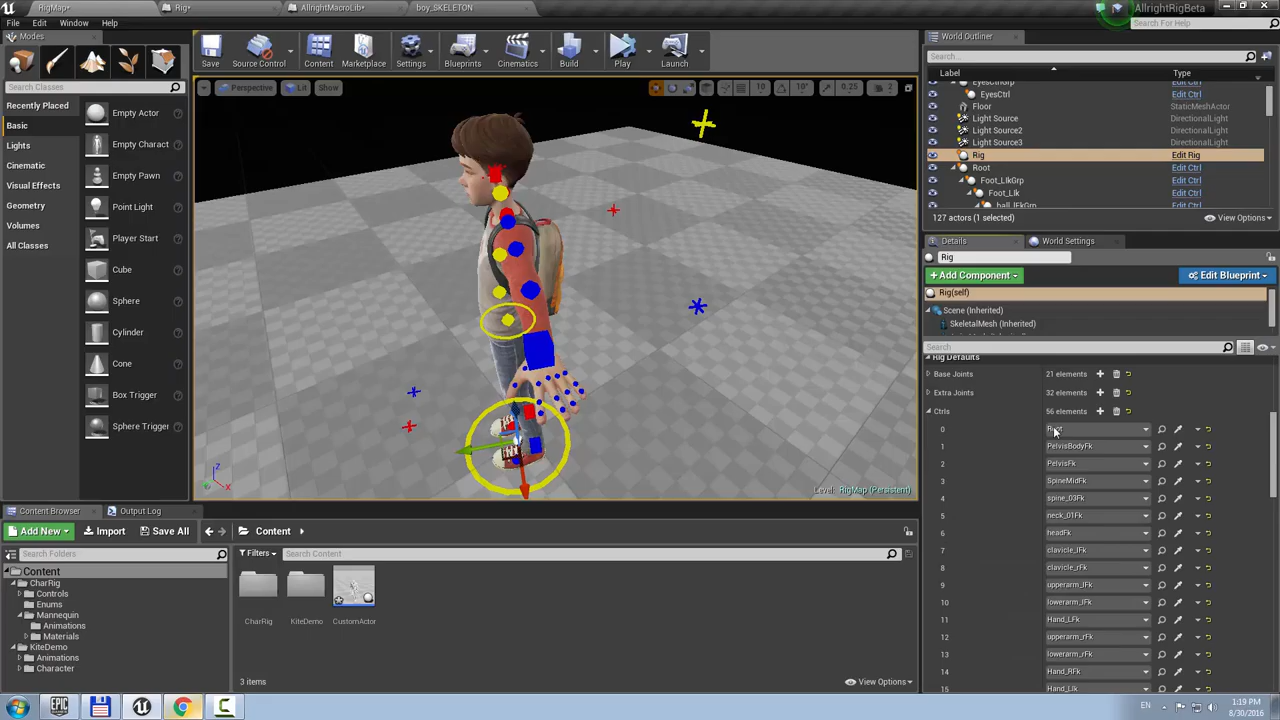 RigMap*
Rig*
AllrightMacroLib*
boy_SKELETON
AllrightRigBeta
File
Edit
Window
Help
Search For Help
Modes
Search Classes
Recently Placed
Basic
Lights
Cinematic
Visual Effects
Geometry
Volumes
All Classes
Empty Actor
Empty Charact
Empty Pawn
Point Light
Player Start
Cube
Sphere
Cylinder
Cone
Box Trigger
Sphere Trigger
Save
Source Control
Content
Marketplace
Settings
Blueprints
Cinematics
Build
Play
Launch
Perspective
Lit
Show
10
10°
0.25
2
Z
X
Level: RigMap (Persistent)
World Outliner
Search...
Label
Type
EyesCtrlGrp
Edit Ctrl
EyesCtrl
Edit Ctrl
Floor
StaticMeshActor
Light Source
DirectionalLight
Light Source2
DirectionalLight
Light Source3
DirectionalLight
Rig
Edit Rig
Root
Edit Ctrl
Foot_LIkGrp
Edit Ctrl
Foot_LIk
Edit Ctrl
ball_lFkGrp
Edit Ctrl
127 actors (1 selected)
View Options
Details
World Settings
Rig
Add Component
Edit Blueprint
Rig(self)
Scene (Inherited)
SkeletalMesh (Inherited)
Search
Rig Defaults
Base Joints
21 elements
Extra Joints
32 elements
Ctrls
56 elements
0
Root
1
PelvisBodyFk
2
PelvisFk
3
SpineMidFk
4
spine_03Fk
5
neck_01Fk
6
headFk
7
clavicle_lFk
8
clavicle_rFk
9
upperarm_lFk
10
lowerarm_lFk
11
Hand_LFk
12
upperarm_rFk
13
lowerarm_rFk
14
Hand_RFk
15
Hand_LIk
Content Browser
Output Log
Add New
Import
Save All
Content
Search Folders
Filters
Search Content
Content
CharRig
Controls
Enums
Mannequin
Animations
Materials
KiteDemo
Animations
Character
CharRig
KiteDemo
CustomActor
3 items
View Options
EPIC
EN
1:19 PM
8/30/2016